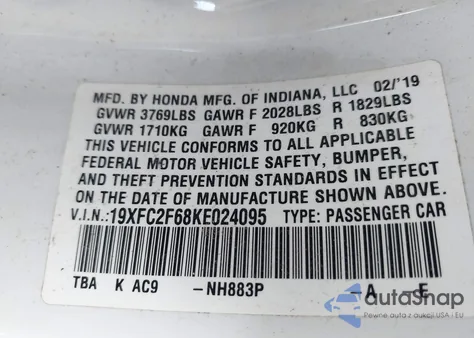 MFD. BY HONDA MFG. OF INDIANA, LLC 02/'19
GVWR 3769LBS GAWR F 2028LBS R 1829LBS
GVWR 1710KG GAWR F 920KG R 830KG
THIS VEHICLE CONFORMS TO ALL APPLICABLE
FEDERAL MOTOR VEHICLE SAFETY, BUMPER,
AND THEFT PREVENTION STANDARDS IN EFFECT
ON THE DATE OF MANUFACTURE SHOWN ABOVE.
V.I.N.:19XFC2F68KE024095 TYPE: PASSENGER CAR
TBA K AC9 -NH883P -A -E
autoSnap
Pewne auta z USA i EU